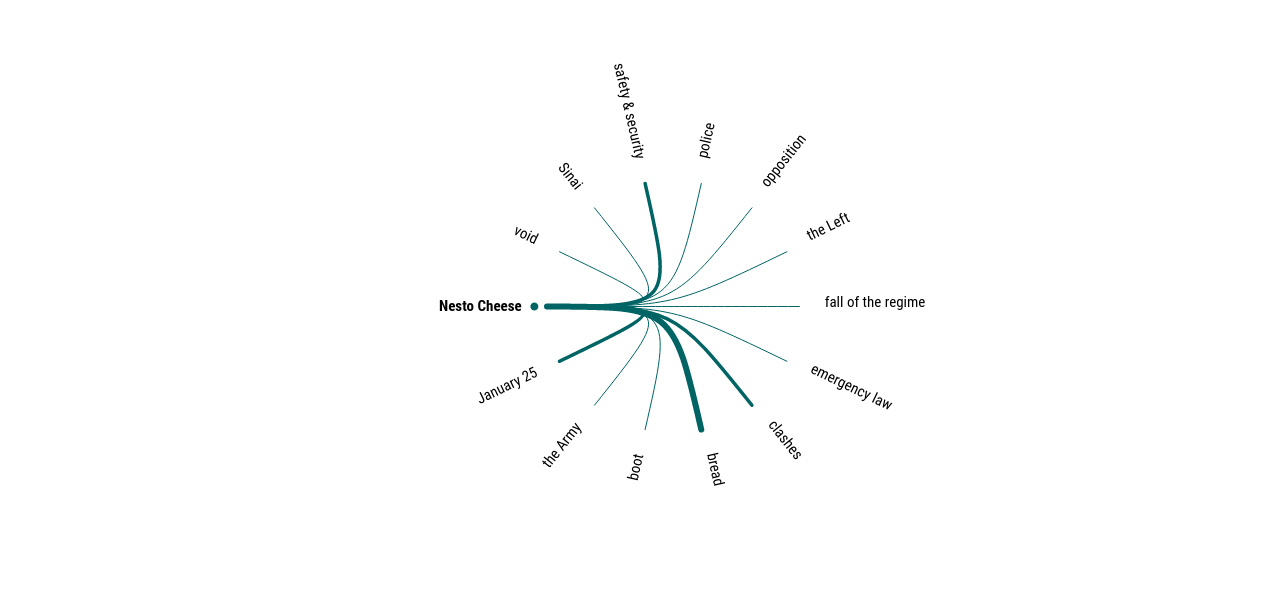 safety & security
police
opposition
Sinai
the Left
void
fall of the regime
Nesto Cheese
emergency law
January 25
clashes
the Army
boot
bread